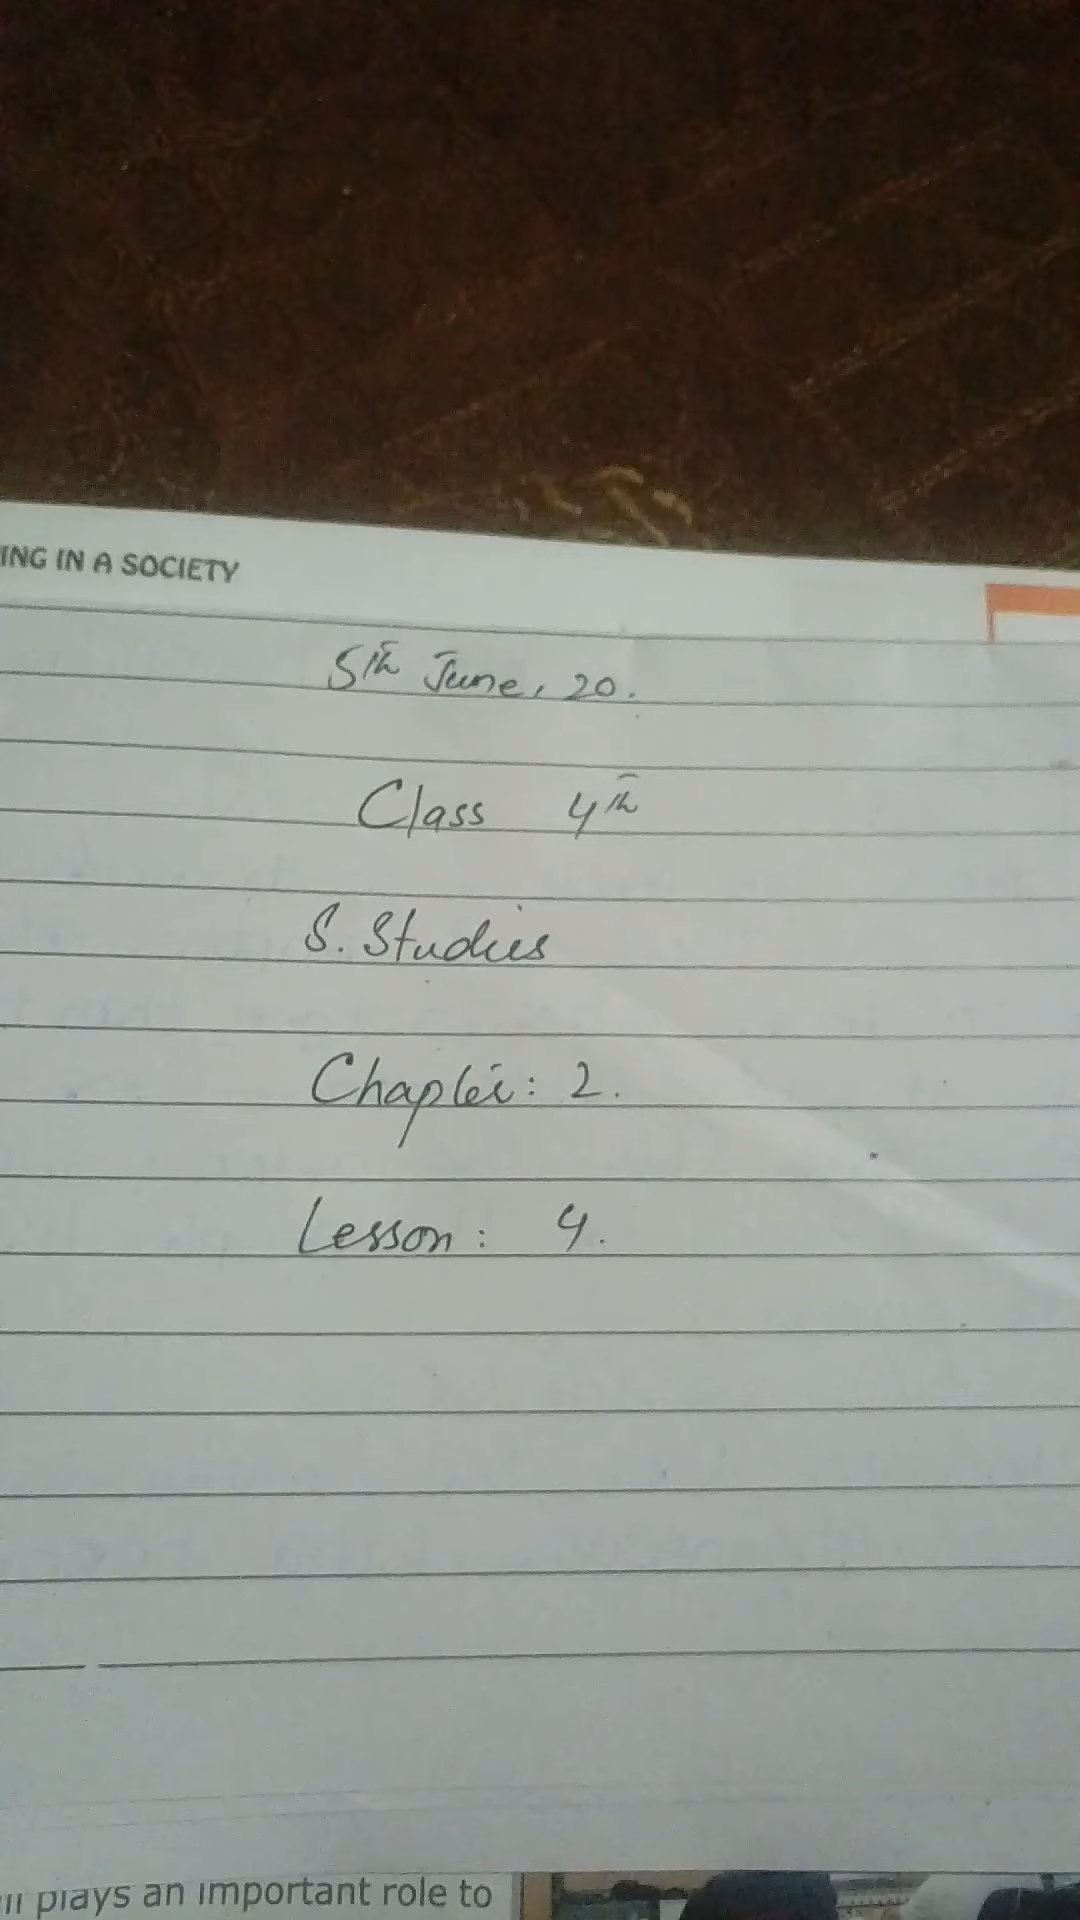 ING IN A SOCIETY
5th June, 20.
Class 4th
S. Studies
Chapter: 2.
Lesson: 4.
plays an important role to